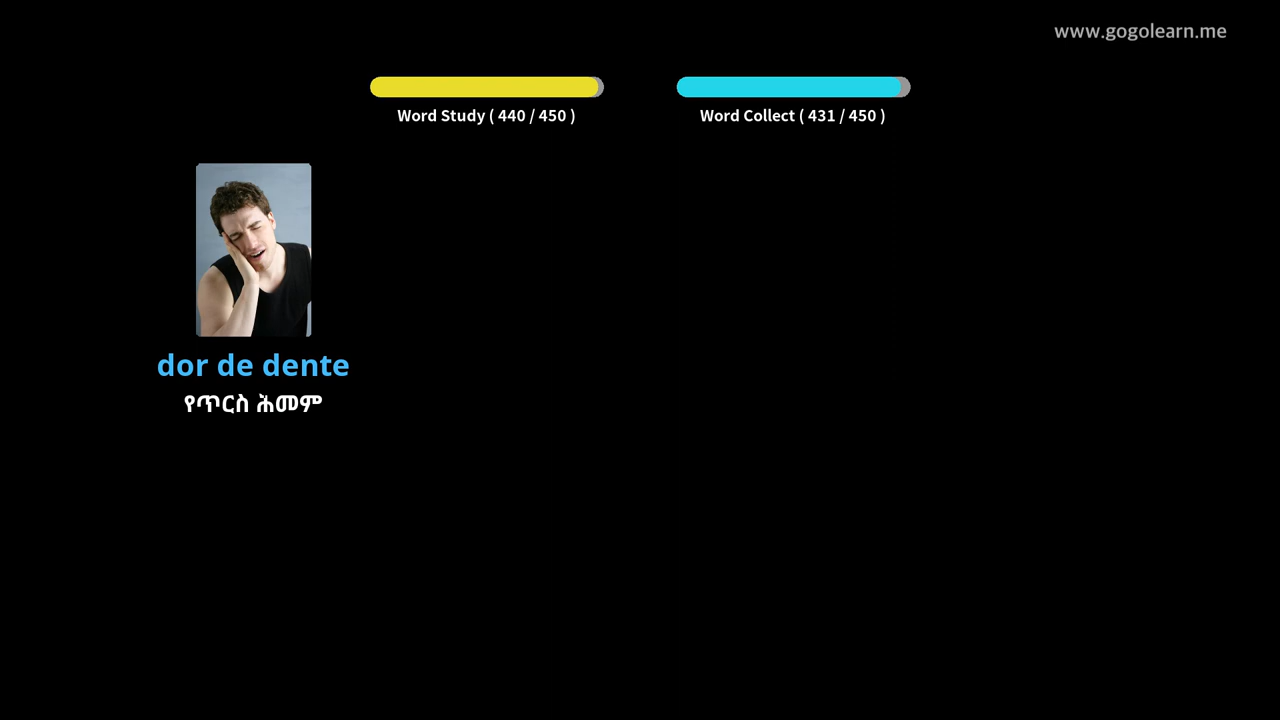 www.gogolearn.me
Word Study ( 440 / 450 )
Word Collect ( 431 / 450 )
dor de dente
የጥርስ ሕመም